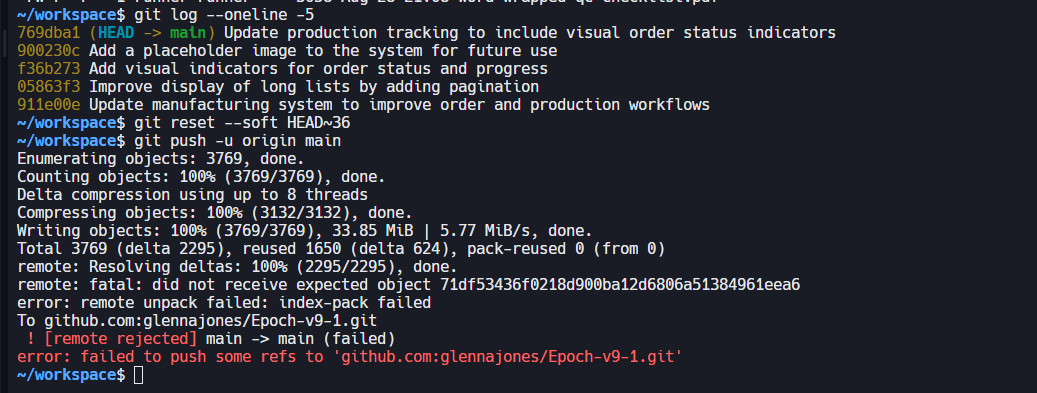 ~/workspace$ git log --oneline -5
769dba1 (HEAD -> main) Update production tracking to include visual order status indicators
900230c Add a placeholder image to the system for future use
f36b273 Add visual indicators for order status and progress
05863f3 Improve display of long lists by adding pagination
911e00e Update manufacturing system to improve order and production workflows
~/workspace$ git reset --soft HEAD~36
~/workspace$ git push -u origin main
Enumerating objects: 3769, done.
Counting objects: 100% (3769/3769), done.
Delta compression using up to 8 threads
Compressing objects: 100% (3132/3132), done.
Writing objects: 100% (3769/3769), 33.85 MiB | 5.77 MiB/s, done.
Total 3769 (delta 2295), reused 1650 (delta 624), pack-reused 0 (from 0)
remote: Resolving deltas: 100% (2295/2295), done.
remote: fatal: did not receive expected object 71df53436f0218d900ba12d6806a51384961eea6
error: remote unpack failed: index-pack failed
To github.com:glennajones/Epoch-v9-1.git
 ! [remote rejected] main -> main (failed)
error: failed to push some refs to 'github.com:glennajones/Epoch-v9-1.git'
~/workspace$